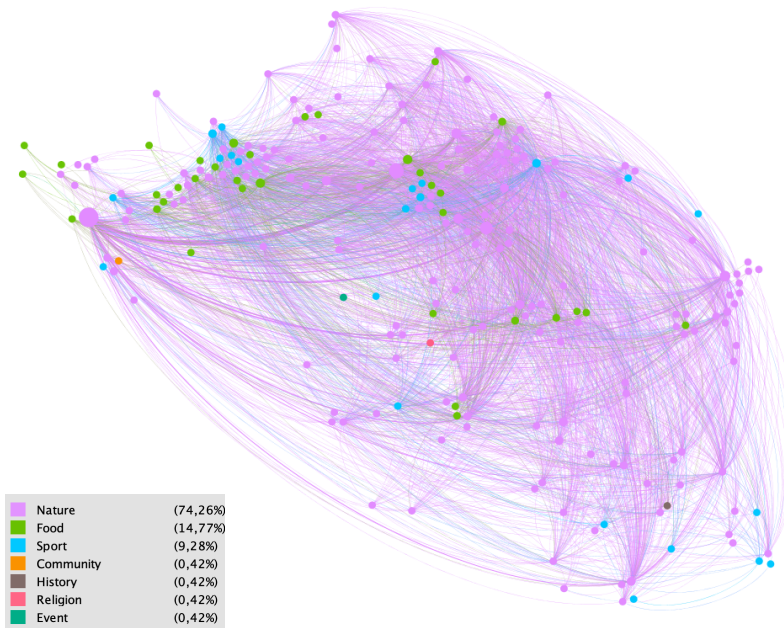 Nature (74,26%)
Food (14,77%)
Sport (9,28%)
Community (0,42%)
History (0,42%)
Religion (0,42%)
Event (0,42%)